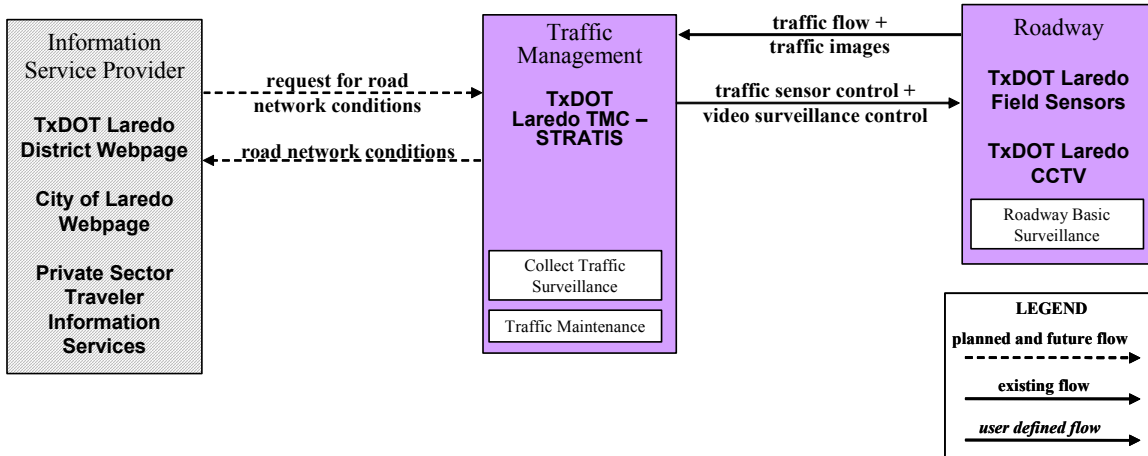 Information
Service Provider
TxDOT Laredo
District Webpage
City of Laredo
Webpage
Private Sector
Traveler
Information
Services
request for road
network conditions
road network conditions
Traffic
Management
TxDOT
Laredo TMC –
STRATIS
Collect Traffic
Surveillance
Traffic Maintenance
traffic flow +
traffic images
traffic sensor control +
video surveillance control
Roadway
TxDOT Laredo
Field Sensors
TxDOT Laredo
CCTV
Roadway Basic
Surveillance
LEGEND
planned and future flow
existing flow
user defined flow